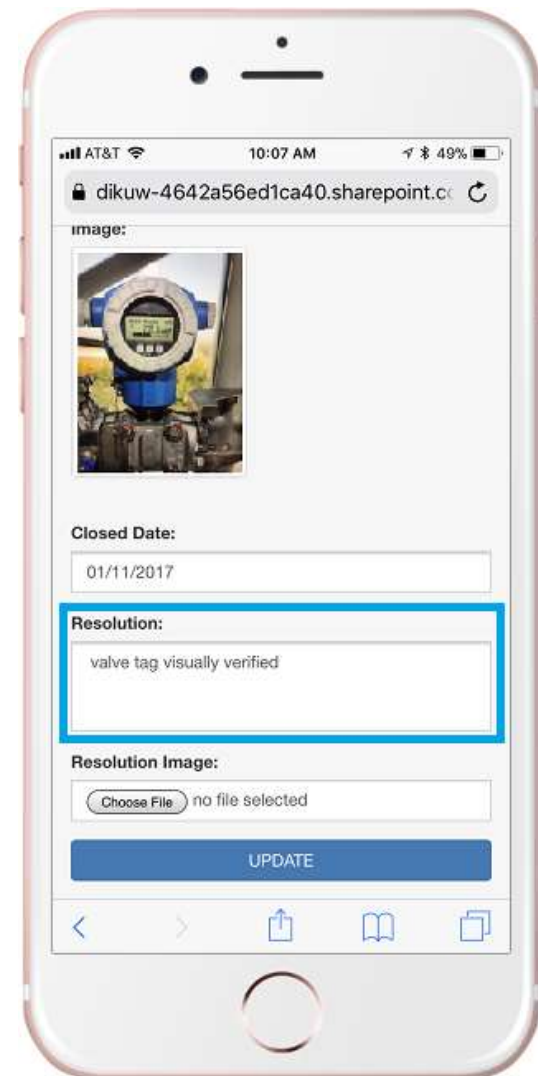 AT&T 10:07 AM 49%
dikuw-4642a56ed1ca40.sharepoint.c
Image:
Closed Date:
01/11/2017
Resolution:
valve tag visually verified
Resolution Image:
Choose File no file selected
UPDATE